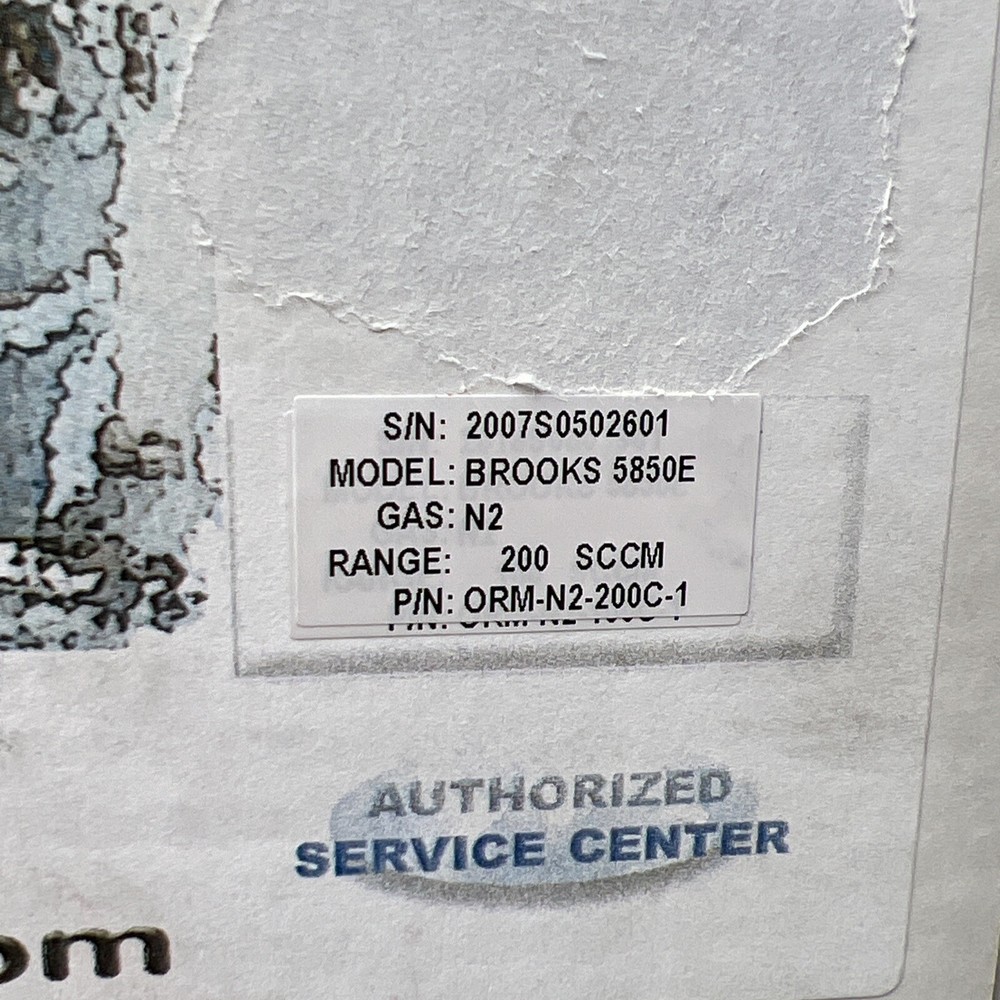 S/N: 2007S0502601
MODEL: BROOKS 5850E
GAS: N2
RANGE: 200 SCCM
P/N: ORM-N2-200C-1
AUTHORIZED
SERVICE CENTER
om